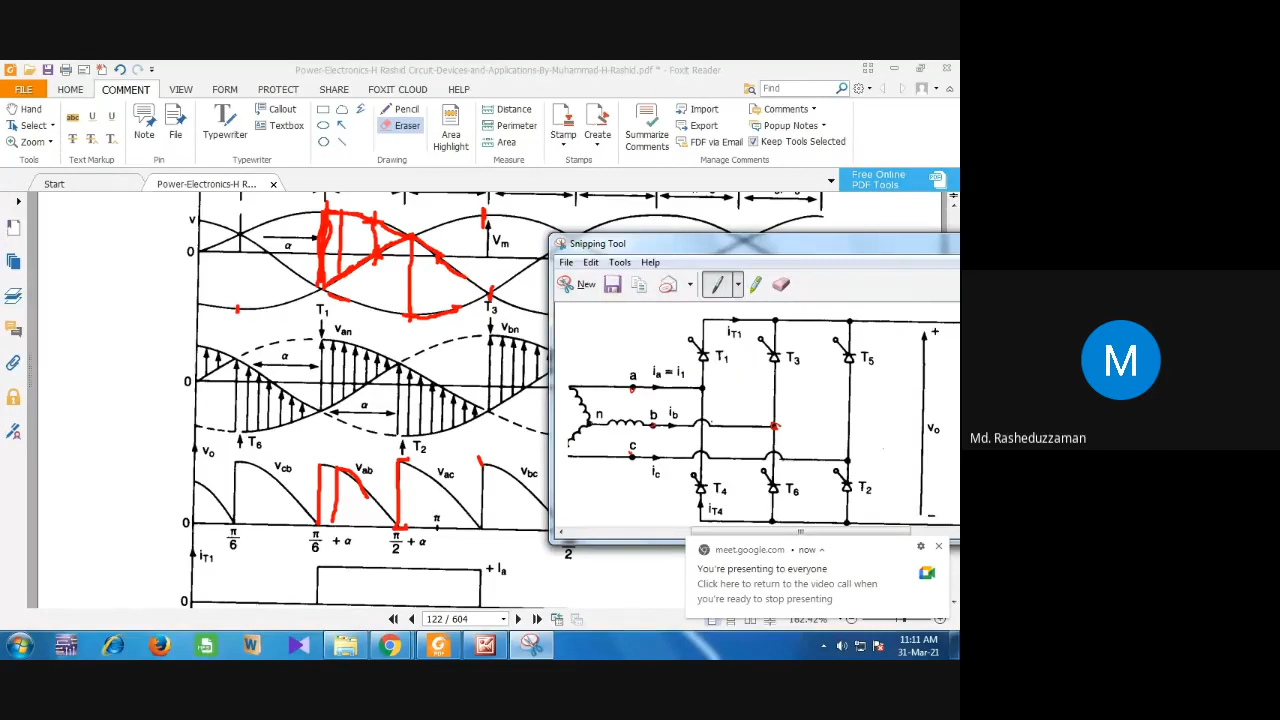 Power-Electronics-H Rashid Circuit-Devices-and-Applications-By-Muhammad-H-Rashid.pdf * - Foxit Reader
FILE HOME COMMENT VIEW FORM PROTECT SHARE FOXIT CLOUD HELP
Find
Hand
Select
Zoom
Tools
abc U U
T T T
Text Markup
Note
File
Pin
Typewriter
Callout
Textbox
Typewriter
Pencil
Eraser
Drawing
Area
Highlight
Distance
Perimeter
Area
Measure
Stamp
Create
Stamps
Summarize
Comments
Import
Export
FDF via Email
Comments
Popup Notes
Keep Tools Selected
Manage Comments
Start
Power-Electronics-H R...
Free Online
PDF Tools
v
0
α
Vm
T1
T3
van
vbn
α
0
α
T6
T2
vo
vcb
vab
vac
vbc
0
π/6
π/6 + α
π/2 + α
π
2
iT1
+ Ia
0
Snipping Tool
File Edit Tools Help
New
iT1
+
T1
T3
T5
a
ia = i1
n
b
ib
vo
c
ic
T4
T6
T2
iT4
−
meet.google.com • now
You're presenting to everyone
Click here to return to the video call when
you're ready to stop presenting
122 / 604
162.42%
11:11 AM
31-Mar-21
M
Md. Rasheduzzaman